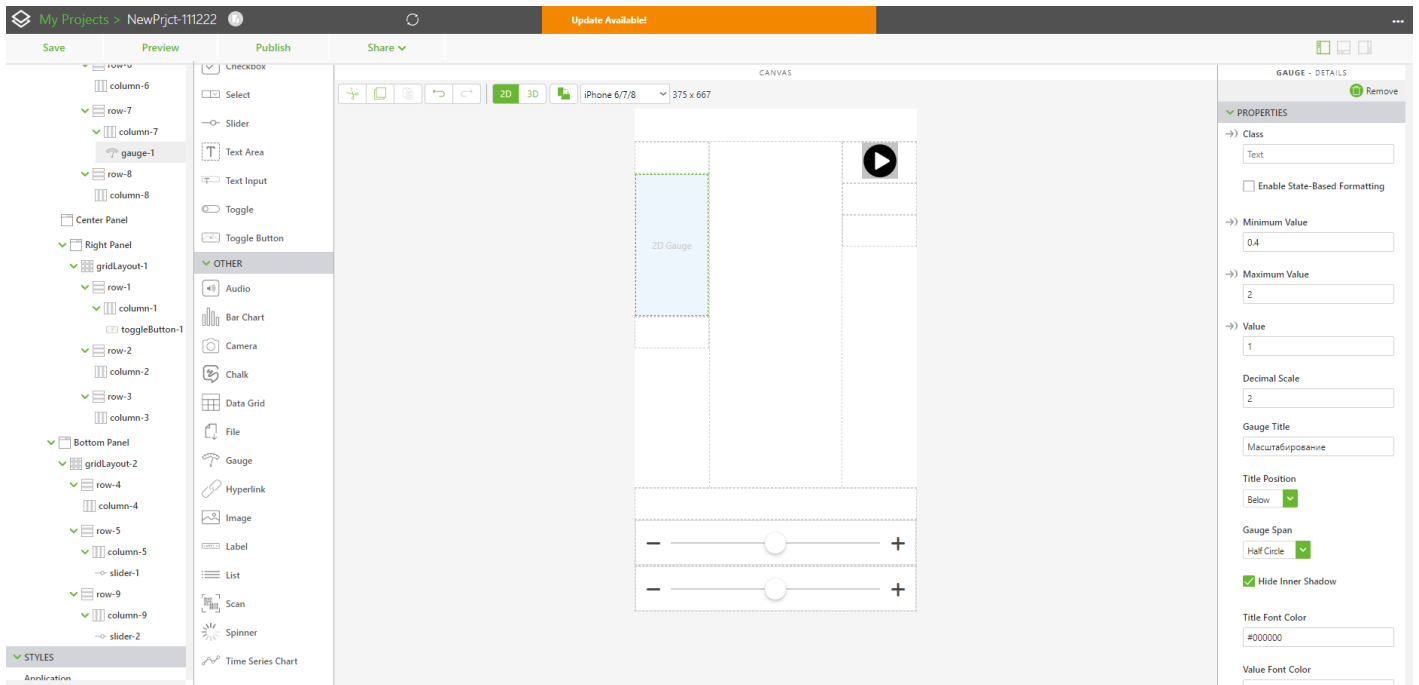 My Projects > NewPrjct-111222
Update Available!
Save
Preview
Publish
Share
row-6
column-6
row-7
column-7
gauge-1
row-8
column-8
Center Panel
Right Panel
gridLayout-1
row-1
column-1
toggleButton-1
row-2
column-2
row-3
column-3
Bottom Panel
gridLayout-2
row-4
column-4
row-5
column-5
slider-1
row-9
column-9
slider-2
STYLES
Application
Checkbox
Select
Slider
Text Area
Text Input
Toggle
Toggle Button
OTHER
Audio
Bar Chart
Camera
Chalk
Data Grid
File
Gauge
Hyperlink
Image
Label
List
Scan
Spinner
Time Series Chart
CANVAS
2D
3D
iPhone 6/7/8
375 x 667
2D Gauge
GAUGE - DETAILS
Remove
PROPERTIES
Class
Text
Enable State-Based Formatting
Minimum Value
0.4
Maximum Value
2
Value
1
Decimal Scale
2
Gauge Title
Масштабирование
Title Position
Below
Gauge Span
Half Circle
Hide Inner Shadow
Title Font Color
#000000
Value Font Color